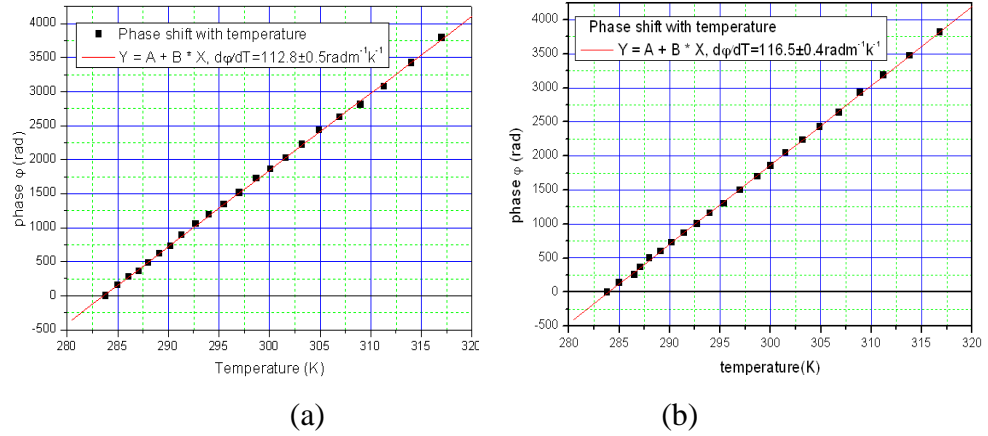 Phase shift with temperature
Y = A + B * X, dφ/dT=112.8±0.5radm⁻¹k⁻¹
phase φ (rad)
4000
3500
3000
2500
2000
1500
1000
500
0
-500
280 285 290 295 300 305 310 315 320
Temperature (K)
(a)
Phase shift with temperature
Y = A + B * X, dφ/dT=116.5±0.4radm⁻¹k⁻¹
phase φ (rad)
4000
3500
3000
2500
2000
1500
1000
500
0
-500
280 285 290 295 300 305 310 315 320
temperature(K)
(b)